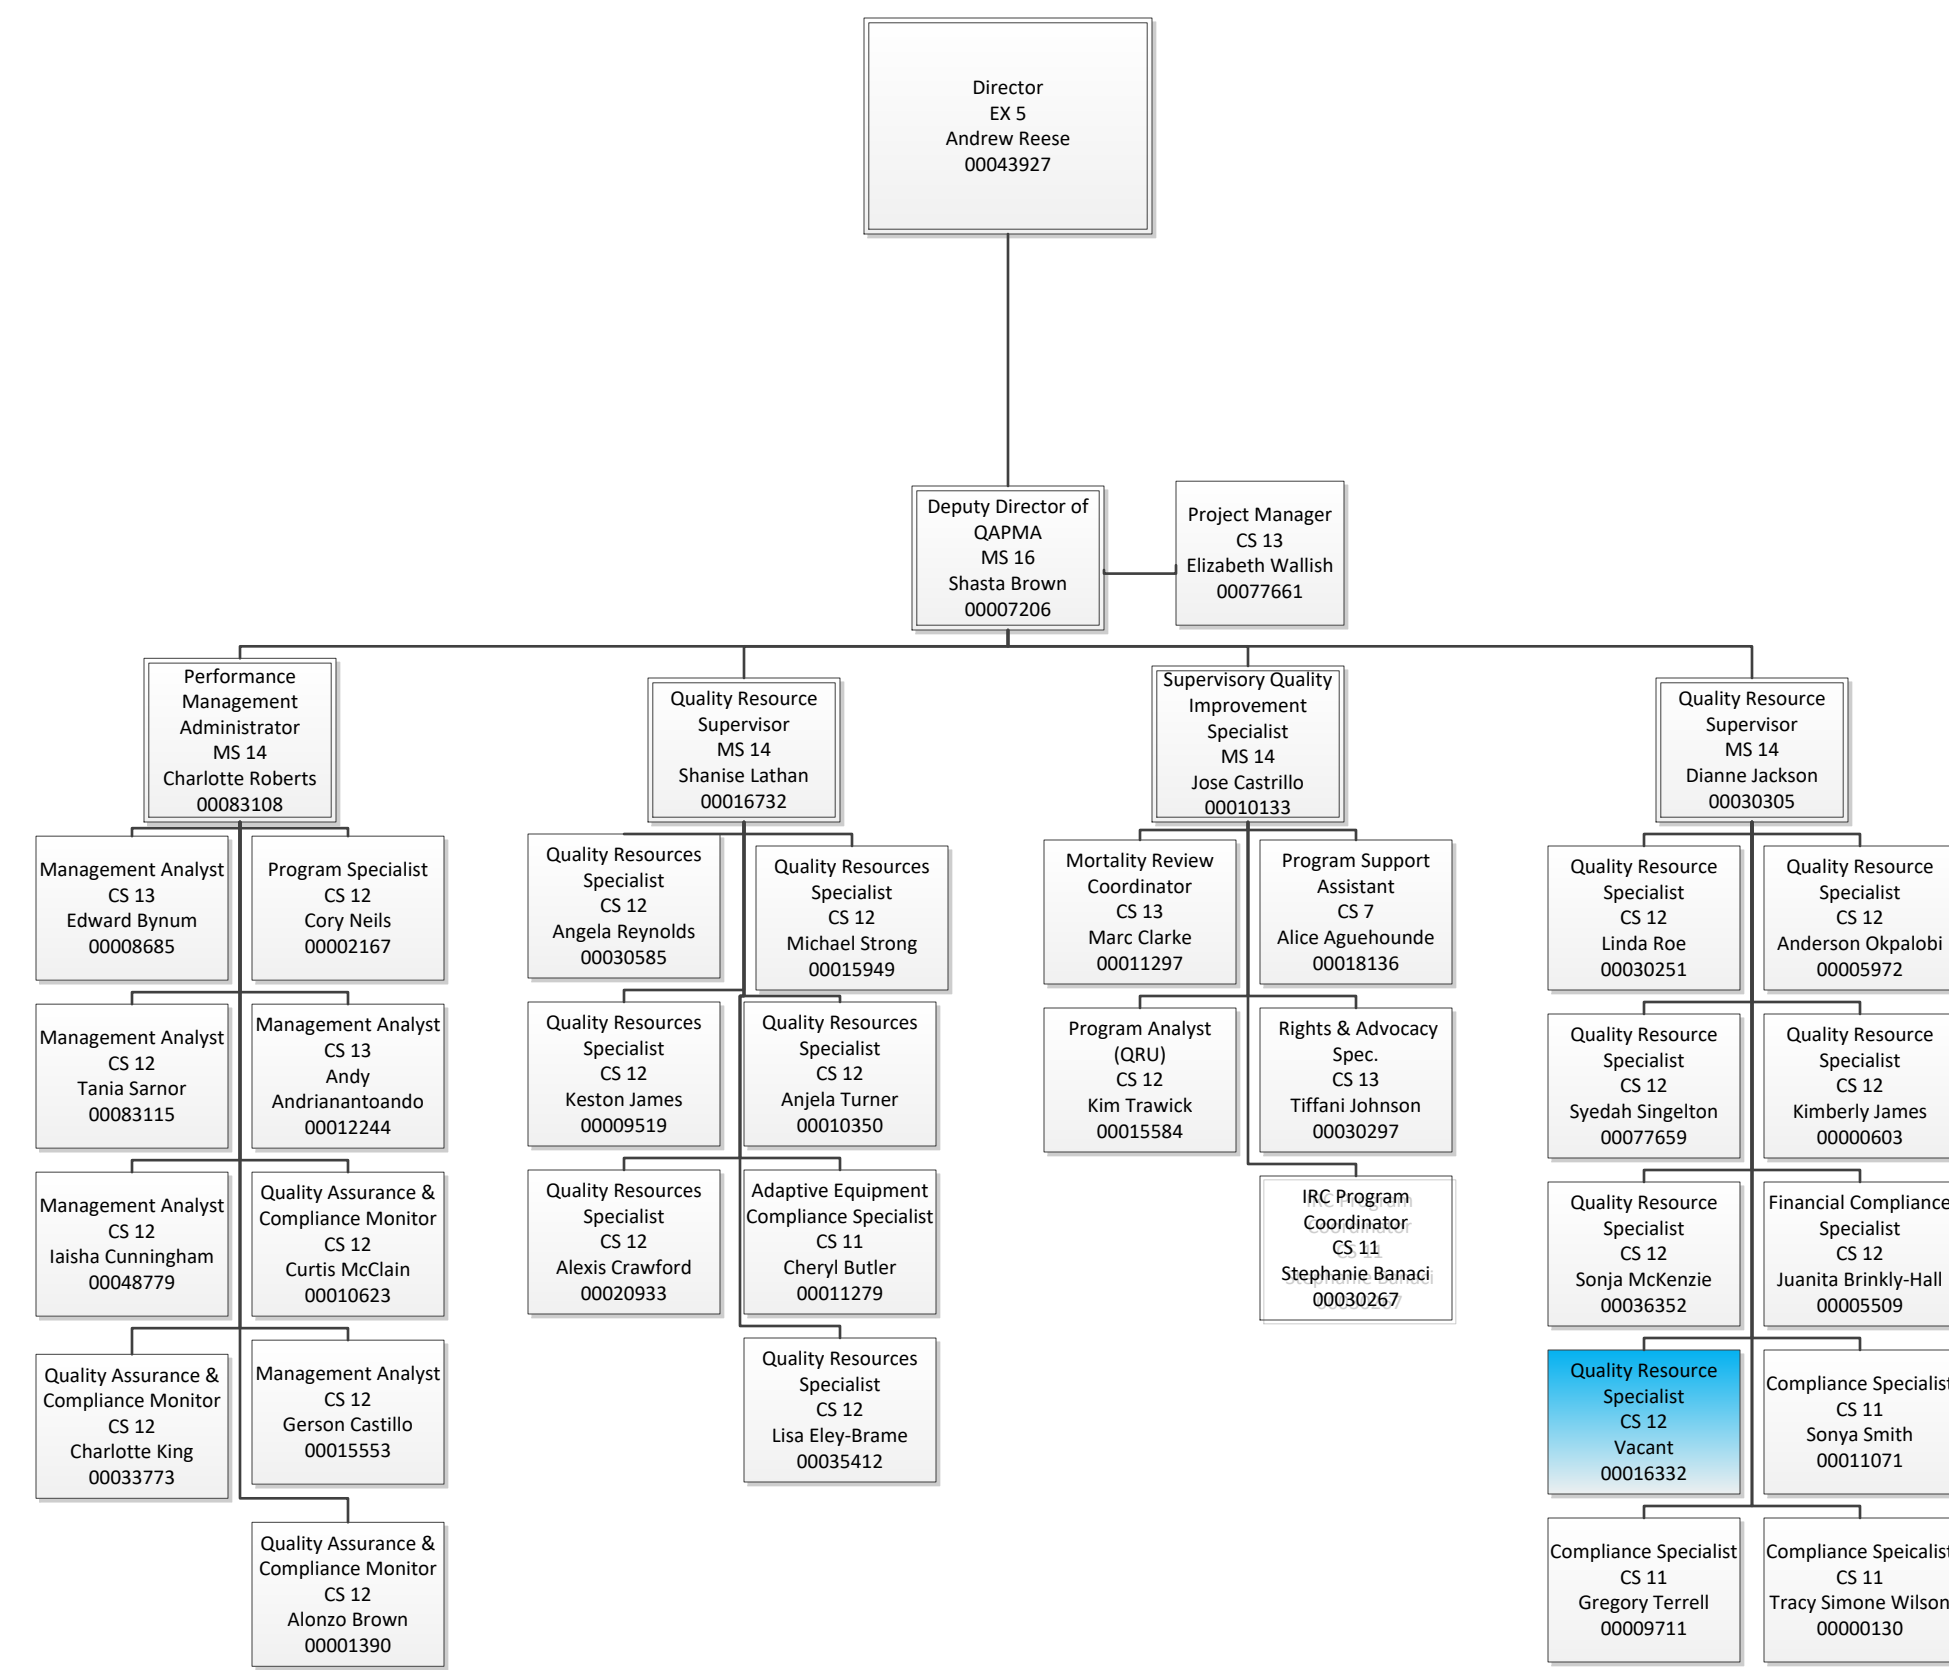 Director
EX 5
Andrew Reese
00043927
Deputy Director of
QAPMA
MS 16
Shasta Brown
00007206
Project Manager
CS 13
Elizabeth Wallish
00077661
Performance
Management
Administrator
MS 14
Charlotte Roberts
00083108
Quality Resource
Supervisor
MS 14
Shanise Lathan
00016732
Supervisory Quality
Improvement
Specialist
MS 14
Jose Castrillo
00010133
Quality Resource
Supervisor
MS 14
Dianne Jackson
00030305
Management Analyst
CS 13
Edward Bynum
00008685
Program Specialist
CS 12
Cory Neils
00002167
Management Analyst
CS 12
Tania Sarnor
00083115
Management Analyst
CS 13
Andy
Andrianantoando
00012244
Management Analyst
CS 12
Iaisha Cunningham
00048779
Quality Assurance &
Compliance Monitor
CS 12
Curtis McClain
00010623
Quality Assurance &
Compliance Monitor
CS 12
Charlotte King
00033773
Management Analyst
CS 12
Gerson Castillo
00015553
Quality Assurance &
Compliance Monitor
CS 12
Alonzo Brown
00001390
Quality Resources
Specialist
CS 12
Angela Reynolds
00030585
Quality Resources
Specialist
CS 12
Michael Strong
00015949
Quality Resources
Specialist
CS 12
Keston James
00009519
Quality Resources
Specialist
CS 12
Anjela Turner
00010350
Quality Resources
Specialist
CS 12
Alexis Crawford
00020933
Adaptive Equipment
Compliance Specialist
CS 11
Cheryl Butler
00011279
Quality Resources
Specialist
CS 12
Lisa Eley-Brame
00035412
Mortality Review
Coordinator
CS 13
Marc Clarke
00011297
Program Support
Assistant
CS 7
Alice Aguehounde
00018136
Program Analyst
(QRU)
CS 12
Kim Trawick
00015584
Rights & Advocacy
Spec.
CS 13
Tiffani Johnson
00030297
IRC Program
Coordinator
CS 11
Stephanie Banaci
00030267
Quality Resource
Specialist
CS 12
Linda Roe
00030251
Quality Resource
Specialist
CS 12
Anderson Okpalobi
00005972
Quality Resource
Specialist
CS 12
Syedah Singelton
00077659
Quality Resource
Specialist
CS 12
Kimberly James
00000603
Quality Resource
Specialist
CS 12
Sonja McKenzie
00036352
Financial Compliance
Specialist
CS 12
Juanita Brinkly-Hall
00005509
Quality Resource
Specialist
CS 12
Vacant
00016332
Compliance Specialist
CS 11
Sonya Smith
00011071
Compliance Specialist
CS 11
Gregory Terrell
00009711
Compliance Speicalist
CS 11
Tracy Simone Wilson
00000130